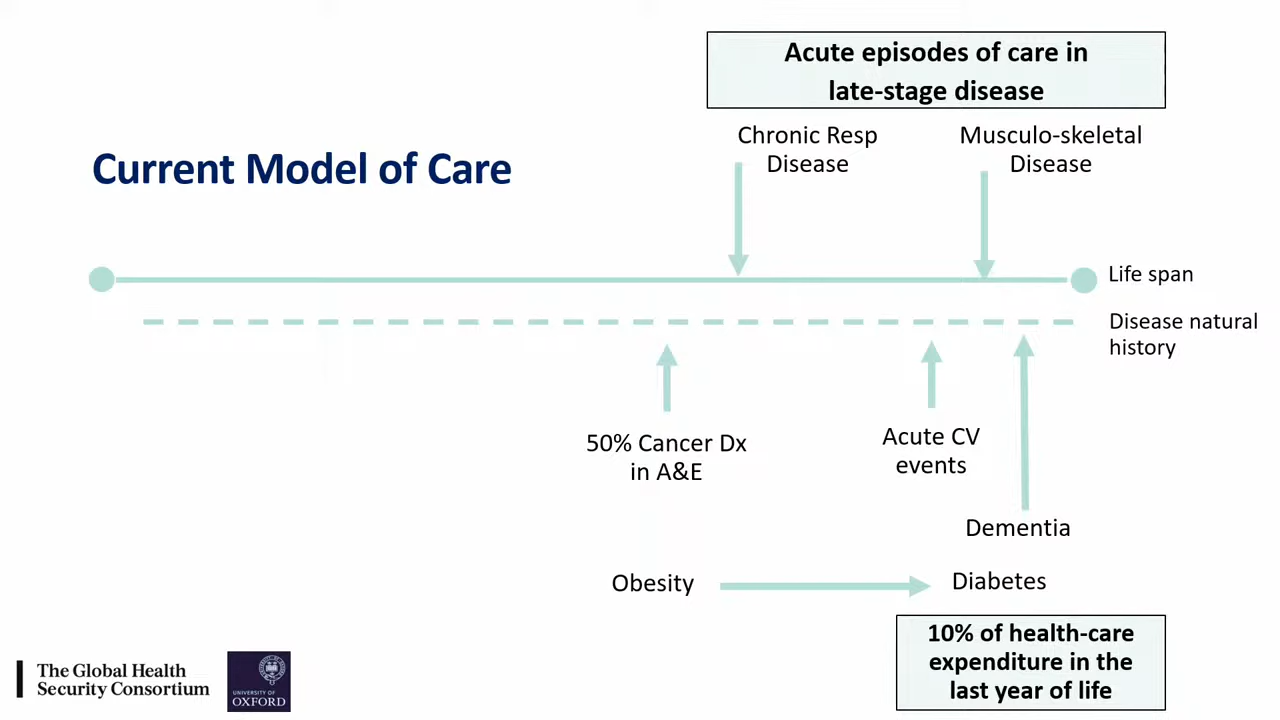 Acute episodes of care in
late-stage disease
Current Model of Care
Chronic Resp
Disease
Musculo-skeletal
Disease
Life span
Disease natural
history
50% Cancer Dx
in A&E
Acute CV
events
Dementia
Obesity
Diabetes
10% of health-care
expenditure in the
last year of life
The Global Health
Security Consortium
UNIVERSITY OF
OXFORD